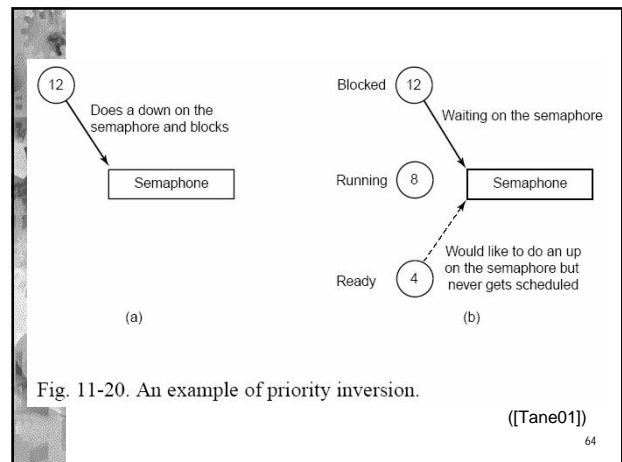 12
Does a down on the
semaphore and blocks
Semaphone
(a)
Blocked
12
Waiting on the semaphore
Running
8
Semaphone
Ready
4
Would like to do an up
on the semaphore but
never gets scheduled
(b)
Fig. 11-20. An example of priority inversion.
([Tane01])
64